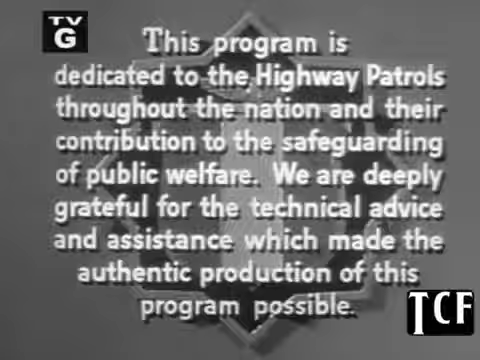 TV
G
This program is
dedicated to the Highway Patrols
throughout the nation and their
contribution to the safeguarding
of public welfare. We are deeply
grateful for the technical advice
and assistance which made the
authentic production of this
program possible.
TCF